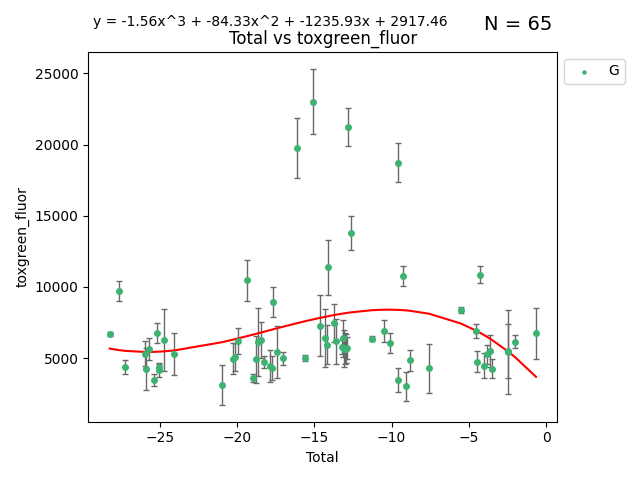 y = -1.56x^3 + -84.33x^2 + -1235.93x + 2917.46
N = 65
Total vs toxgreen_fluor
G
toxgreen_fluor
25000
20000
15000
10000
5000
−25
−20
−15
−10
−5
0
Total